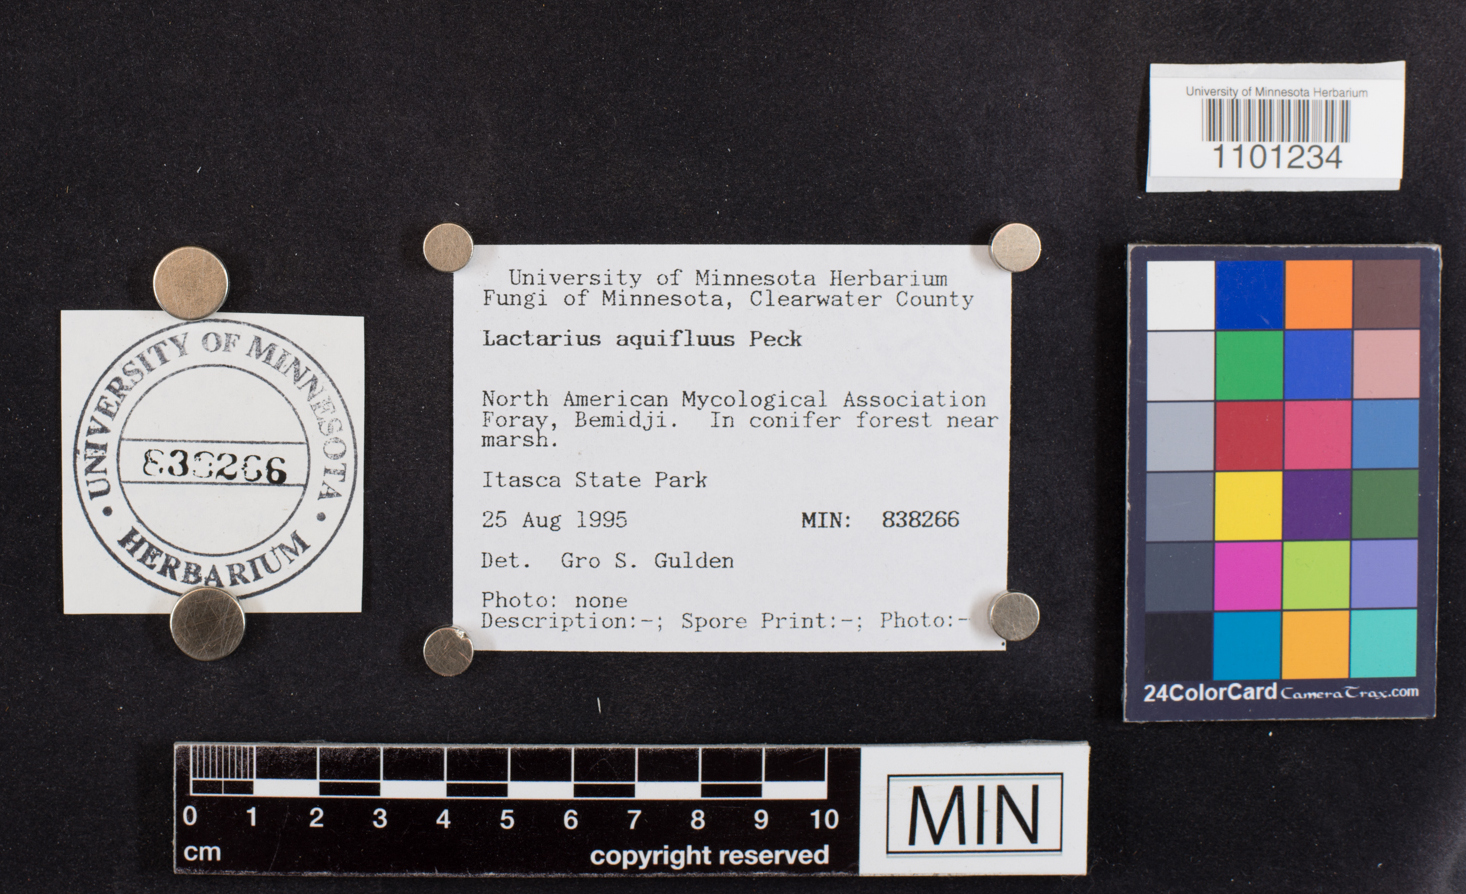 University of Minnesota Herbarium
1101234
UNIVERSITY OF MINNESOTA
838266
• HERBARIUM •
University of Minnesota Herbarium
Fungi of Minnesota, Clearwater County
Lactarius aquifluus Peck
North American Mycological Association
Foray, Bemidji. In conifer forest near
marsh.
Itasca State Park
25 Aug 1995 MIN: 838266
Det. Gro S. Gulden
Photo: none
Description:-; Spore Print:-; Photo:-
24ColorCard CameraTrax.com
0 1 2 3 4 5 6 7 8 9 10
cm copyright reserved
MIN